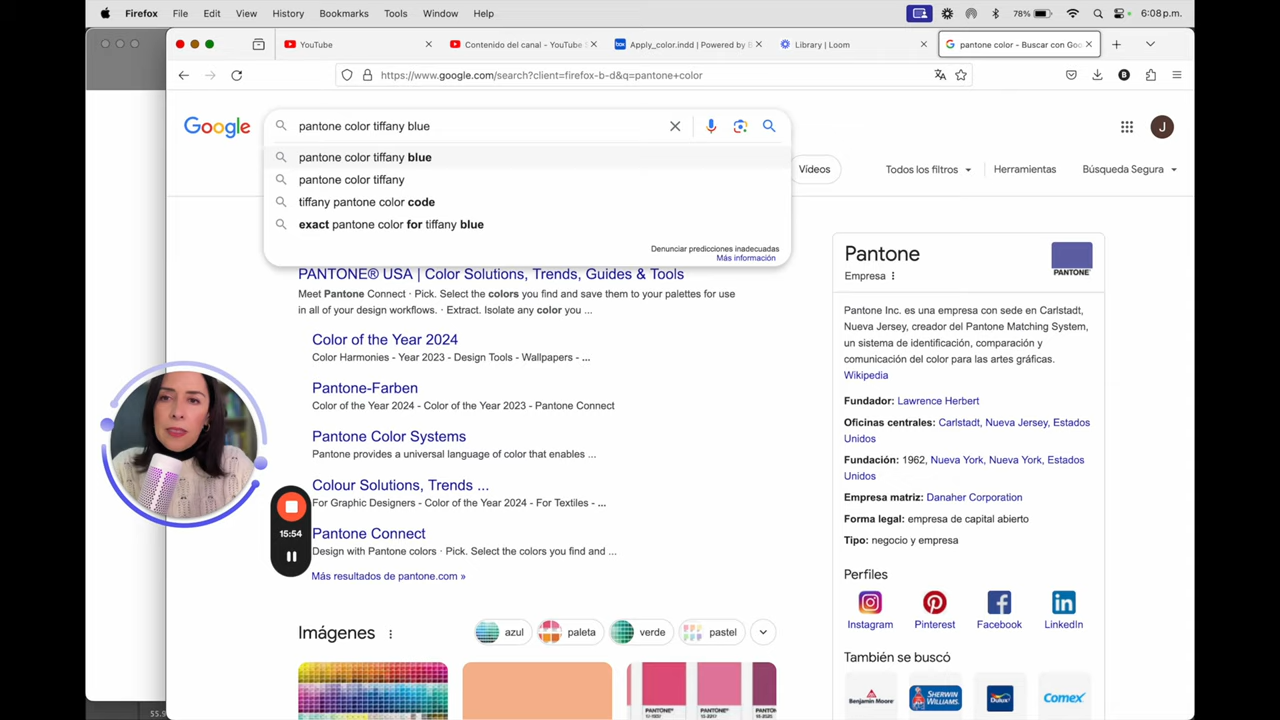 Firefox File Edit View History Bookmarks Tools Window Help 78% 6:08 p.m.
YouTube
Contenido del canal - YouTube
Apply_color.indd | Powered by
Library | Loom
pantone color - Buscar con Goo
https://www.google.com/search?client=firefox-b-d&q=pantone+color
Google
pantone color tiffany blue
J
pantone color tiffany blue
pantone color tiffany
tiffany pantone color code
exact pantone color for tiffany blue
Denunciar predicciones inadecuadas
Más información
Vídeos
Todos los filtros
Herramientas
Búsqueda Segura
PANTONE® USA | Color Solutions, Trends, Guides & Tools
Meet Pantone Connect · Pick. Select the colors you find and save them to your palettes for use
in all of your design workflows. · Extract. Isolate any color you ...
Color of the Year 2024
Color Harmonies - Year 2023 - Design Tools - Wallpapers - ...
Pantone-Farben
Color of the Year 2024 - Color of the Year 2023 - Pantone Connect
Pantone Color Systems
Pantone provides a universal language of color that enables ...
Colour Solutions, Trends ...
For Graphic Designers - Color of the Year 2024 - For Textiles - ...
Pantone Connect
Design with Pantone colors · Pick. Select the colors you find and ...
Más resultados de pantone.com »
15:54
Imágenes
azul
paleta
verde
pastel
Pantone
Empresa
PANTONE
Pantone Inc. es una empresa con sede en Carlstadt,
Nueva Jersey, creador del Pantone Matching System,
un sistema de identificación, comparación y
comunicación del color para las artes gráficas.
Wikipedia
Fundador: Lawrence Herbert
Oficinas centrales: Carlstadt, Nueva Jersey, Estados
Unidos
Fundación: 1962, Nueva York, Nueva York, Estados
Unidos
Empresa matriz: Danaher Corporation
Forma legal: empresa de capital abierto
Tipo: negocio y empresa
Perfiles
Instagram
Pinterest
Facebook
LinkedIn
También se buscó
Benjamin Moore
SHERWIN WILLIAMS
DULUX
Comex